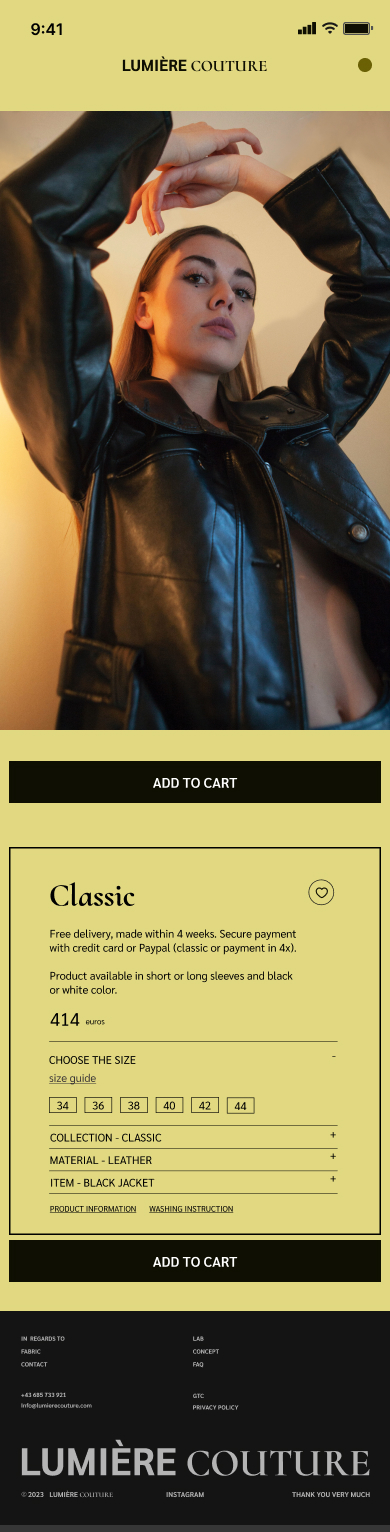 9:41
LUMIÈRE COUTURE
ADD TO CART
Classic
Free delivery, made within 4 weeks. Secure payment
with credit card or Paypal (classic or payment in 4x).
Product available in short or long sleeves and black
or white color.
414 euros
CHOOSE THE SIZE -
size guide
34 36 38 40 42 44
COLLECTION - CLASSIC +
MATERIAL - LEATHER +
ITEM - BLACK JACKET +
PRODUCT INFORMATION WASHING INSTRUCTION
ADD TO CART
IN REGARDS TO LAB
FABRIC CONCEPT
CONTACT FAQ
+43 685 733 921 GTC
Info@lumierecouture.com PRIVACY POLICY
LUMIÈRE COUTURE
© 2023 LUMIÈRE COUTURE INSTAGRAM THANK YOU VERY MUCH